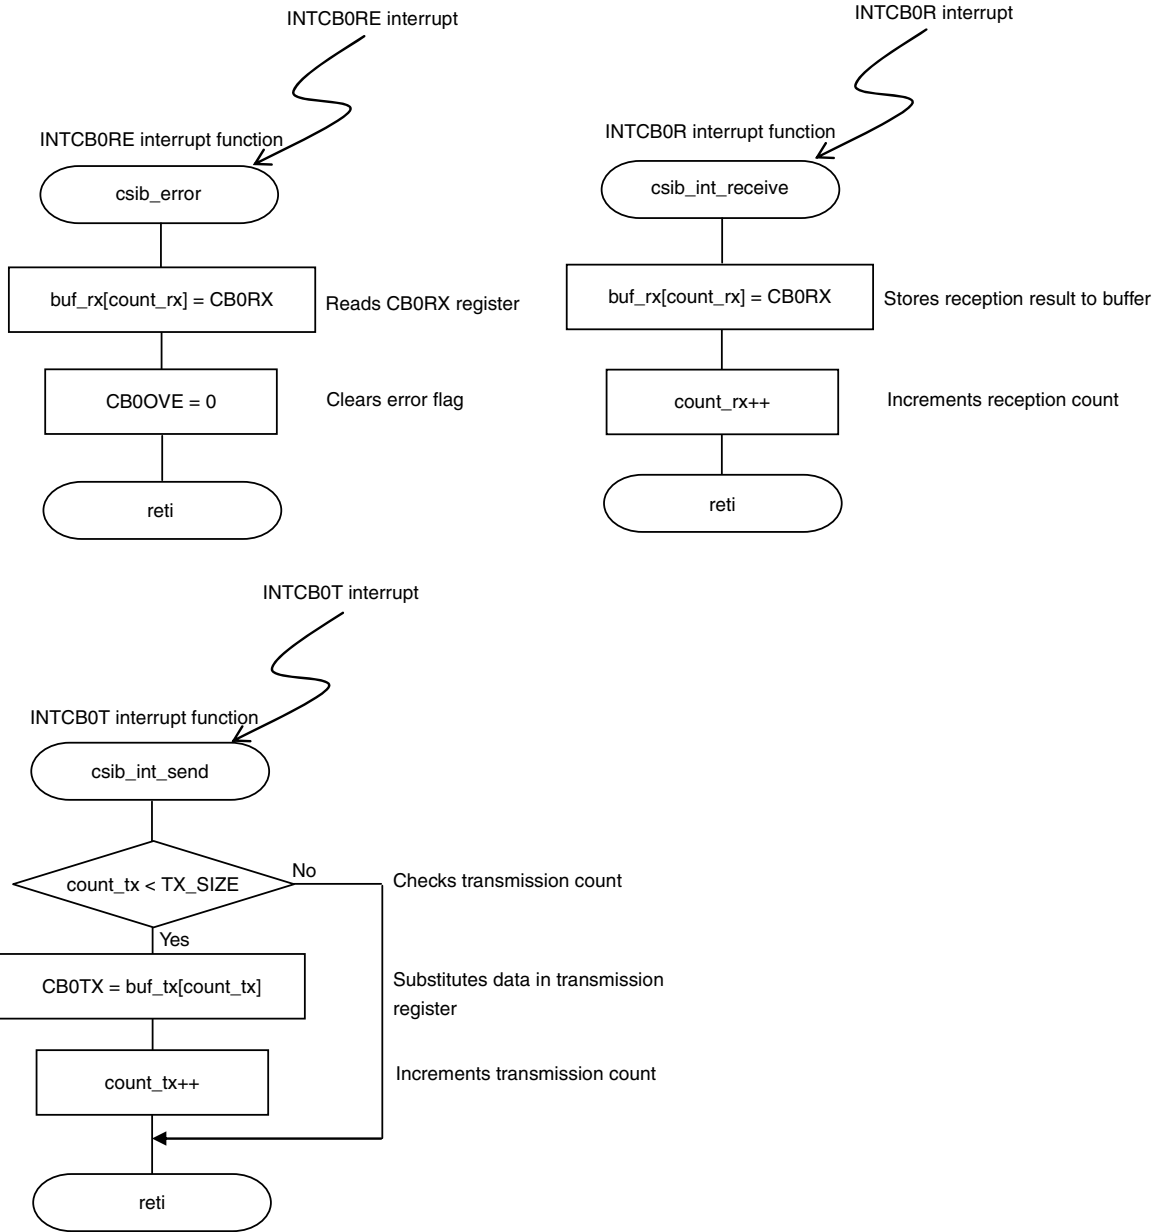 INTCB0RE interrupt
INTCB0RE interrupt function
csib_error
buf_rx[count_rx] = CB0RX
Reads CB0RX register
CB0OVE = 0
Clears error flag
reti
INTCB0R interrupt
INTCB0R interrupt function
csib_int_receive
buf_rx[count_rx] = CB0RX
Stores reception result to buffer
count_rx++
Increments reception count
reti
INTCB0T interrupt
INTCB0T interrupt function
csib_int_send
count_tx < TX_SIZE
No
Checks transmission count
Yes
CB0TX = buf_tx[count_tx]
Substitutes data in transmission
register
count_tx++
Increments transmission count
reti